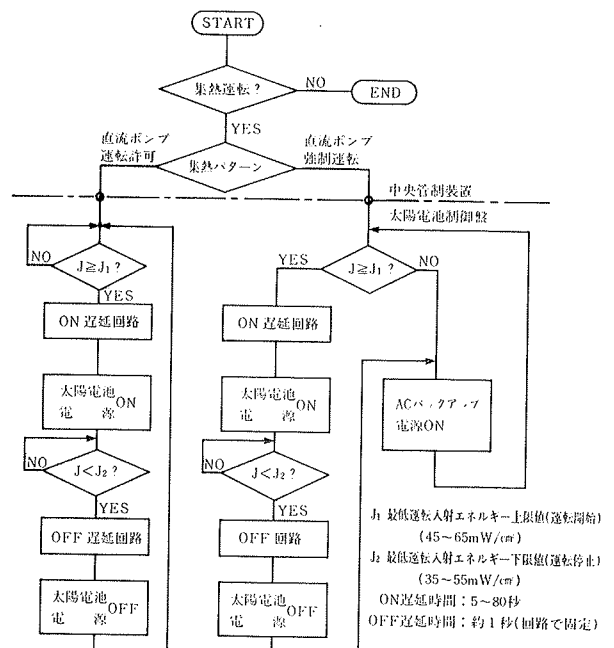 START
集熱運転？
NO
END
YES
直流ポンプ
運転許可
集熱パターン
直流ポンプ
強制運転
中央管制装置
太陽電池制御盤
NO
J≧J₁？
YES
ON 遅延回路
太陽電池
電 源 ON
NO
J<J₂？
YES
OFF 遅延回路
太陽電池
電 源 OFF
YES
J≧J₁？
NO
ON 遅延回路
太陽電池
電 源 ON
NO
J<J₂？
YES
OFF 回路
太陽電池
電 源 OFF
ACバックアップ
電源ON
J₁ 最低運転入射エネルギー上限値(運転開始)
(45～65mW/c㎡)
J₂ 最低運転入射エネルギー下限値(運転停止)
(35～55mW/c㎡)
ON遅延時間：5～80秒
OFF遅延時間：約1秒(回路で固定)